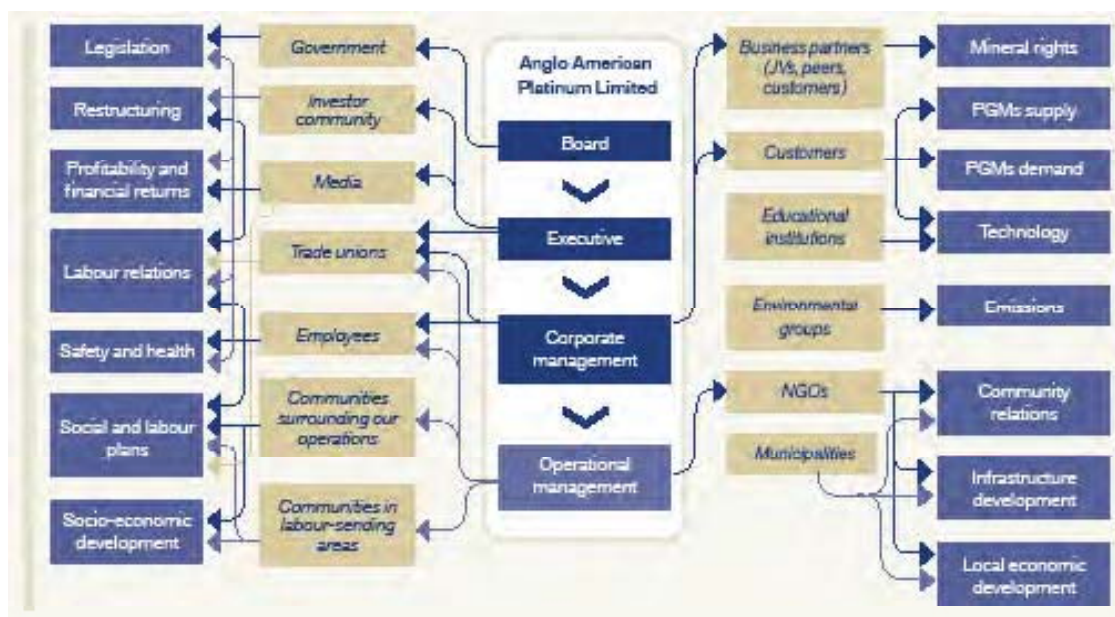 Legislation
Restructuring
Profitability and
financial returns
Labour relations
Safety and health
Social and labour
plans
Socio-economic
development
Government
Investor
community
Media
Trade unions
Employees
Communities
surrounding our
operations
Communities in
labour-sending
areas
Anglo American
Platinum Limited
Board
Executive
Corporate
management
Operational
management
Business partners
(JVs, peers,
customers)
Customers
Educational
institutions
Environmental
groups
NGOs
Municipalities
Mineral rights
PGMs supply
PGMs demand
Technology
Emissions
Community
relations
Infrastructure
development
Local economic
development